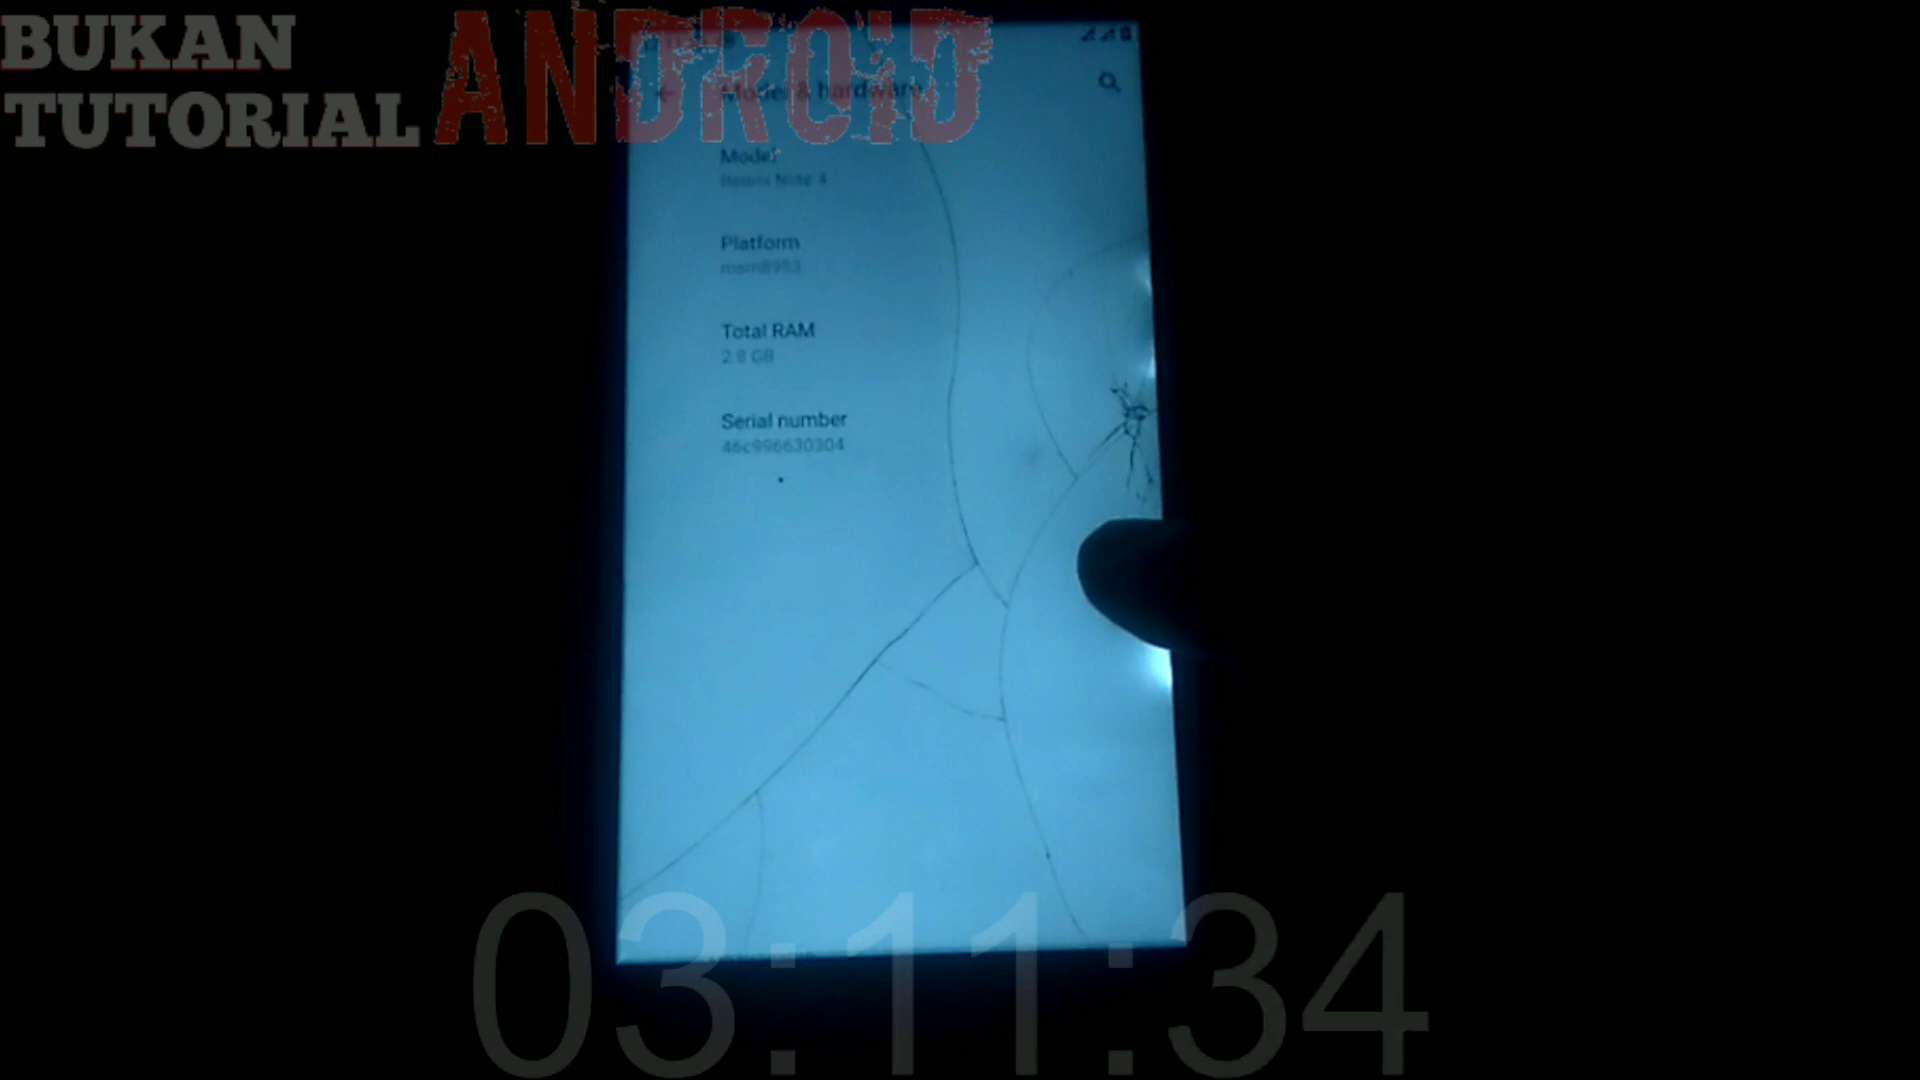 BUKAN
TUTORIAL ANDROID
Model & hardware
Model
Redmi Note 4
Platform
msm8953
Total RAM
2.8 GB
Serial number
46c996630304
03:11:34